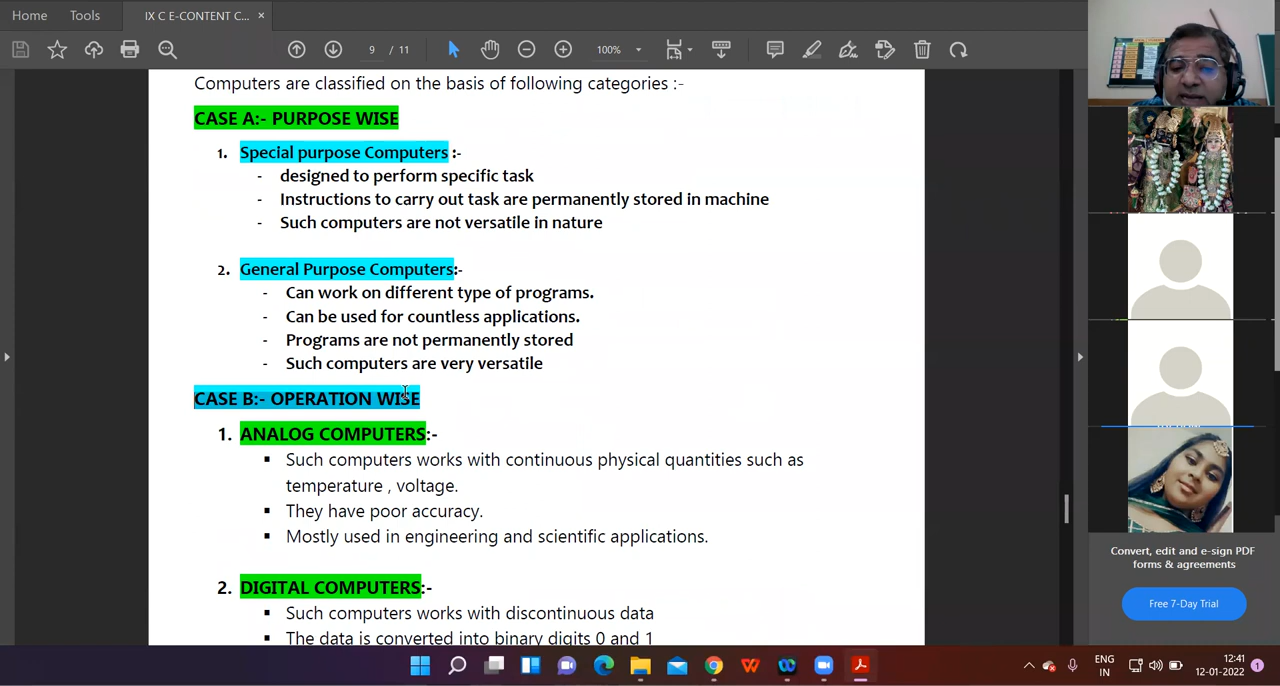 Home Tools IX C E-CONTENT C... ×
9 / 11 100%
Computers are classified on the basis of following categories :-
CASE A:- PURPOSE WISE
1. Special purpose Computers :-
- designed to perform specific task
- Instructions to carry out task are permanently stored in machine
- Such computers are not versatile in nature
2. General Purpose Computers:-
- Can work on different type of programs.
- Can be used for countless applications.
- Programs are not permanently stored
- Such computers are very versatile
CASE B:- OPERATION WISE
1. ANALOG COMPUTERS:-
▪ Such computers works with continuous physical quantities such as
temperature , voltage.
▪ They have poor accuracy.
▪ Mostly used in engineering and scientific applications.
2. DIGITAL COMPUTERS:-
▪ Such computers works with discontinuous data
▪ The data is converted into binary digits 0 and 1
Convert, edit and e-sign PDF
forms & agreements
Free 7-Day Trial
ENG
IN
12:41
12-01-2022
1